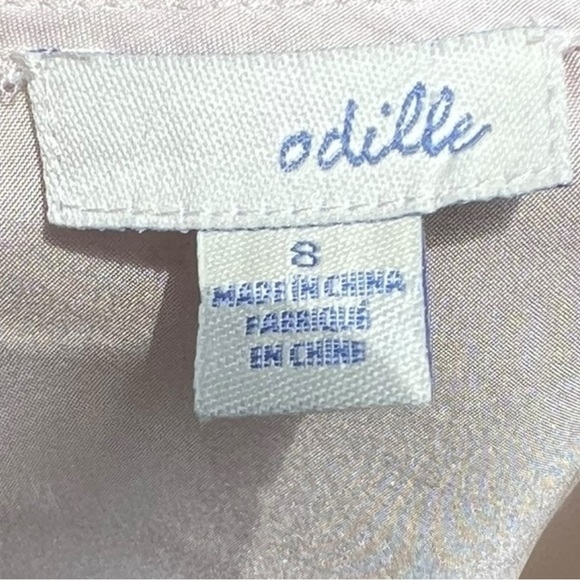 odille
8
MADE IN CHINA
FABRIQUÉ
EN CHINE